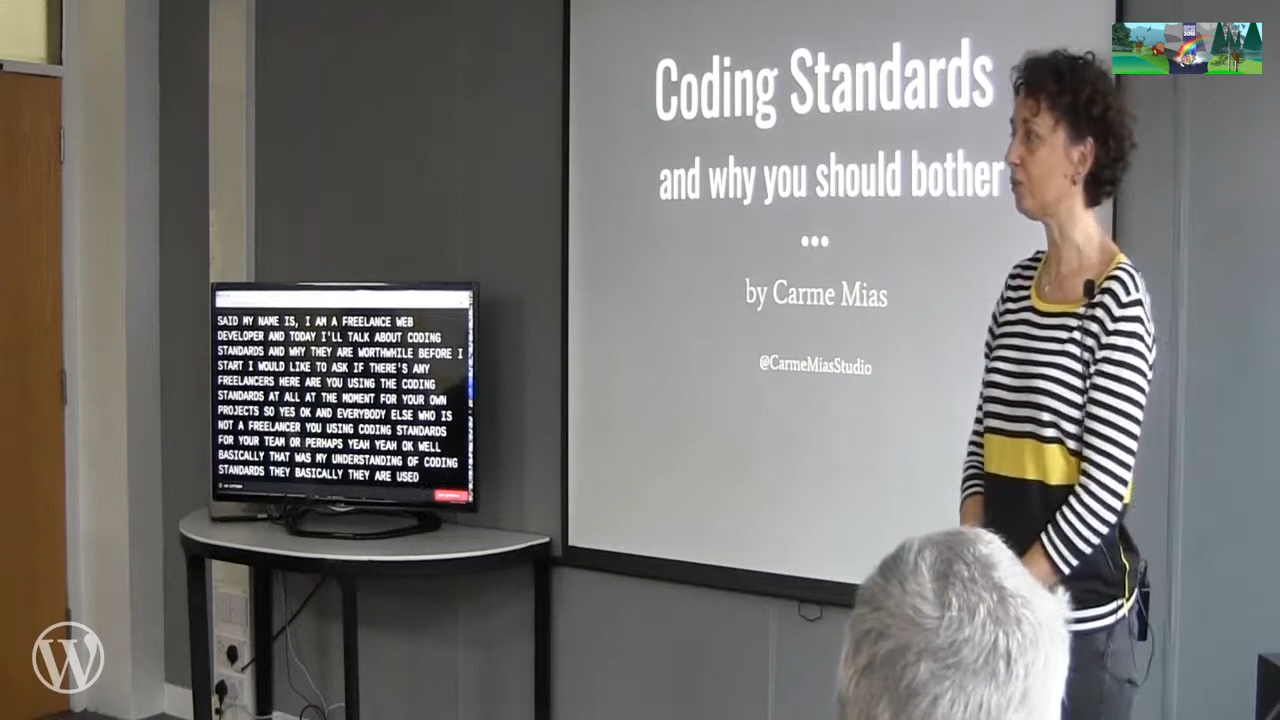 Coding Standards
and why you should bother
by Carme Mias
@CarmeMiasStudio
SAID MY NAME IS, I AM A FREELANCE WEB
DEVELOPER AND TODAY I'LL TALK ABOUT CODING
STANDARDS AND WHY THEY ARE WORTHWHILE BEFORE I
START I WOULD LIKE TO ASK IF THERE'S ANY
FREELANCERS HERE ARE YOU USING THE CODING
STANDARDS AT ALL AT THE MOMENT FOR YOUR OWN
PROJECTS SO YES OK AND EVERYBODY ELSE WHO IS
NOT A FREELANCER YOU USING CODING STANDARDS
FOR YOUR TEAM OR PERHAPS YEAH YEAH OK WELL
BASICALLY THAT WAS MY UNDERSTANDING OF CODING
STANDARDS THEY BASICALLY THEY ARE USED
W